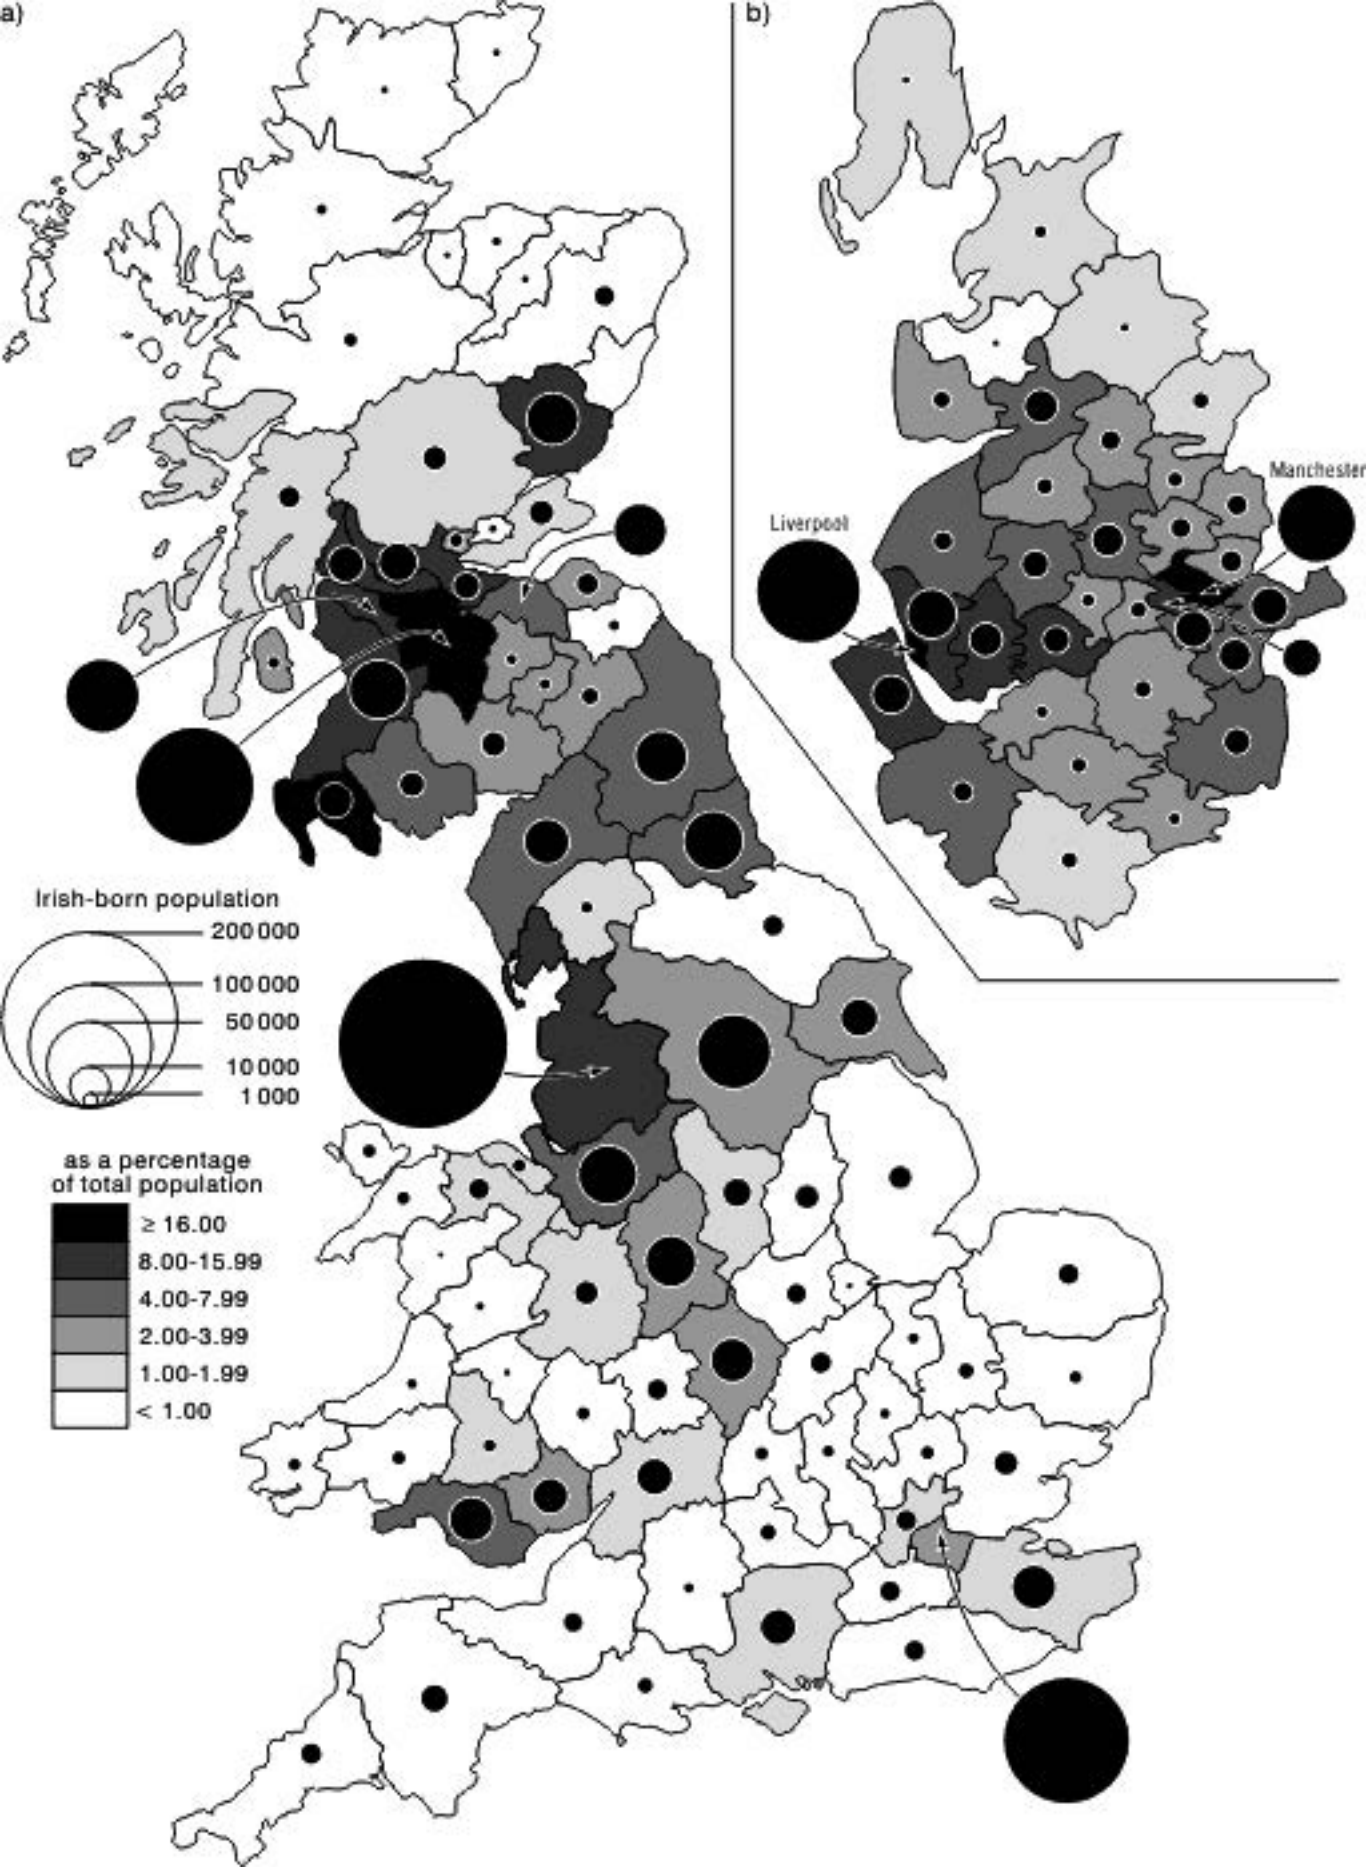 a)
b)
Manchester
Liverpool
Irish-born population
200 000
100 000
50 000
10 000
1 000
as a percentage
of total population
≥ 16.00
8.00-15.99
4.00-7.99
2.00-3.99
1.00-1.99
< 1.00